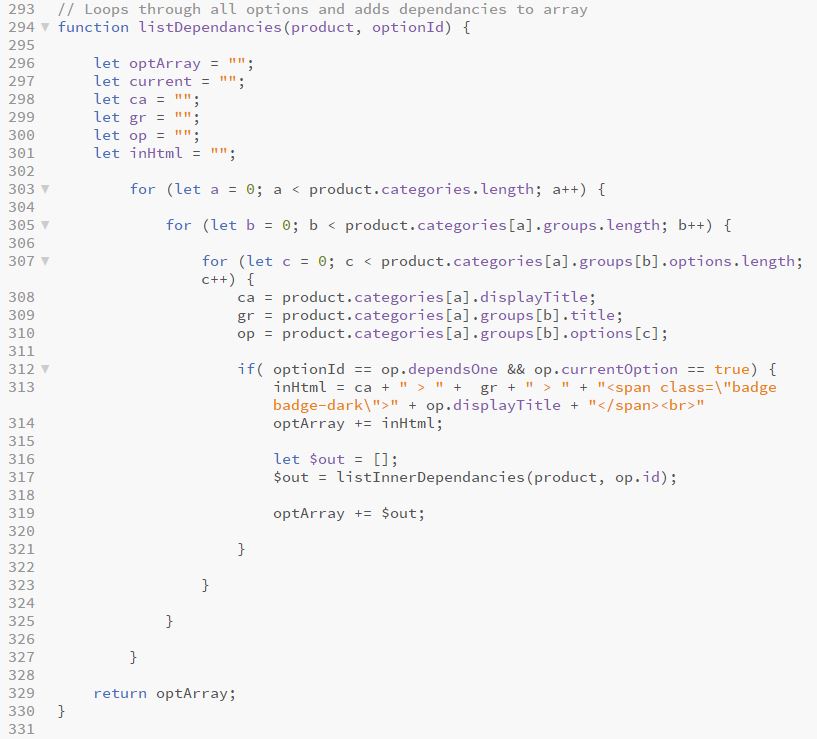 293 // Loops through all options and adds dependancies to array
294 function listDependancies(product, optionId) {
295
296 let optArray = "";
297 let current = "";
298 let ca = "";
299 let gr = "";
300 let op = "";
301 let inHtml = "";
302
303 for (let a = 0; a < product.categories.length; a++) {
304
305 for (let b = 0; b < product.categories[a].groups.length; b++) {
306
307 for (let c = 0; c < product.categories[a].groups[b].options.length;
c++) {
308 ca = product.categories[a].displayTitle;
309 gr = product.categories[a].groups[b].title;
310 op = product.categories[a].groups[b].options[c];
311
312 if( optionId == op.dependsOne && op.currentOption == true) {
313 inHtml = ca + " > " +  gr + " > " + "<span class=\"badge
badge-dark\">" + op.displayTitle + "</span><br>"
314 optArray += inHtml;
315
316 let $out = [];
317 $out = listInnerDependancies(product, op.id);
318
319 optArray += $out;
320
321 }
322
323 }
324
325 }
326
327 }
328
329 return optArray;
330 }
331